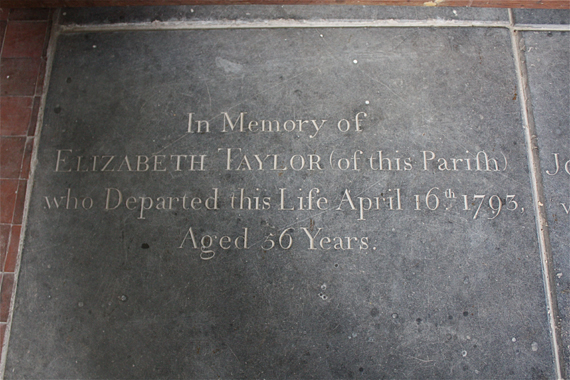 In Memory of
ELIZABETH TAYLOR (of this Pariſh)
who Departed this Life April 16th. 1793,
Aged 56 Years.